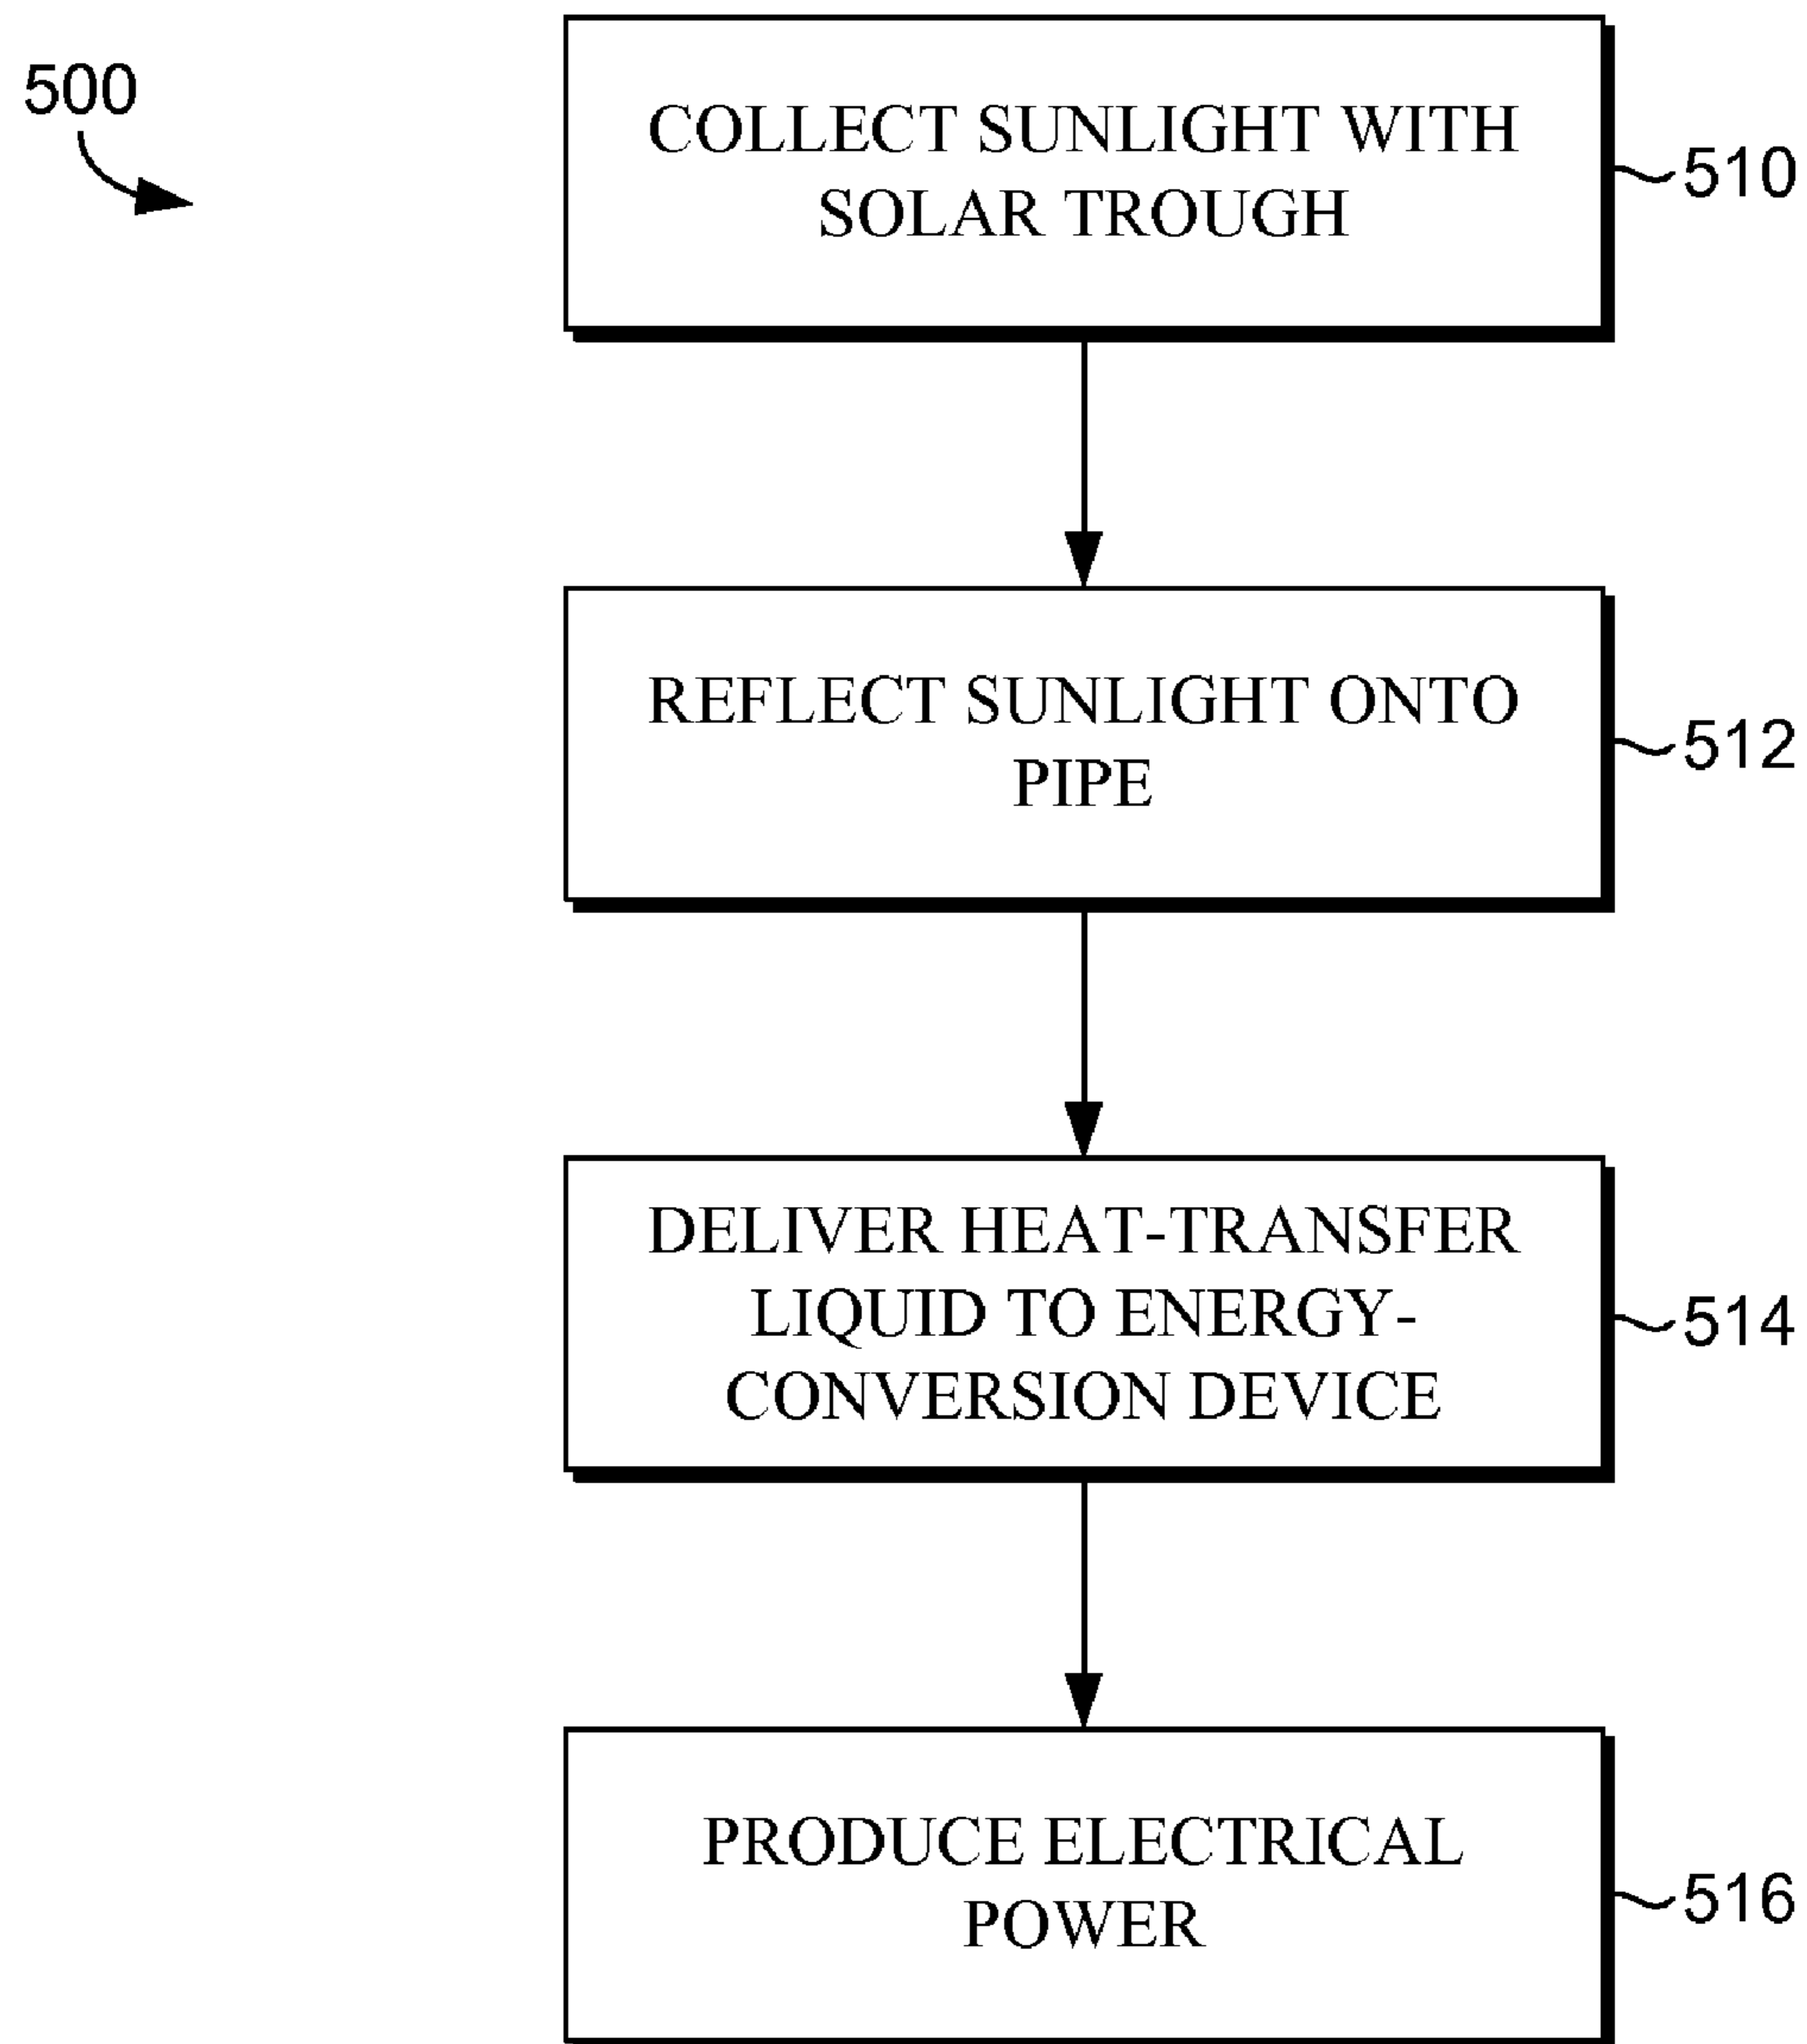 500
COLLECT SUNLIGHT WITH
SOLAR TROUGH
510
REFLECT SUNLIGHT ONTO
PIPE
512
DELIVER HEAT-TRANSFER
LIQUID TO ENERGY-
CONVERSION DEVICE
514
PRODUCE ELECTRICAL
POWER
516